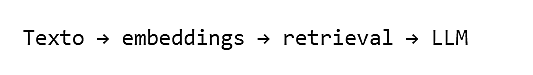 Texto → embeddings → retrieval → LLM